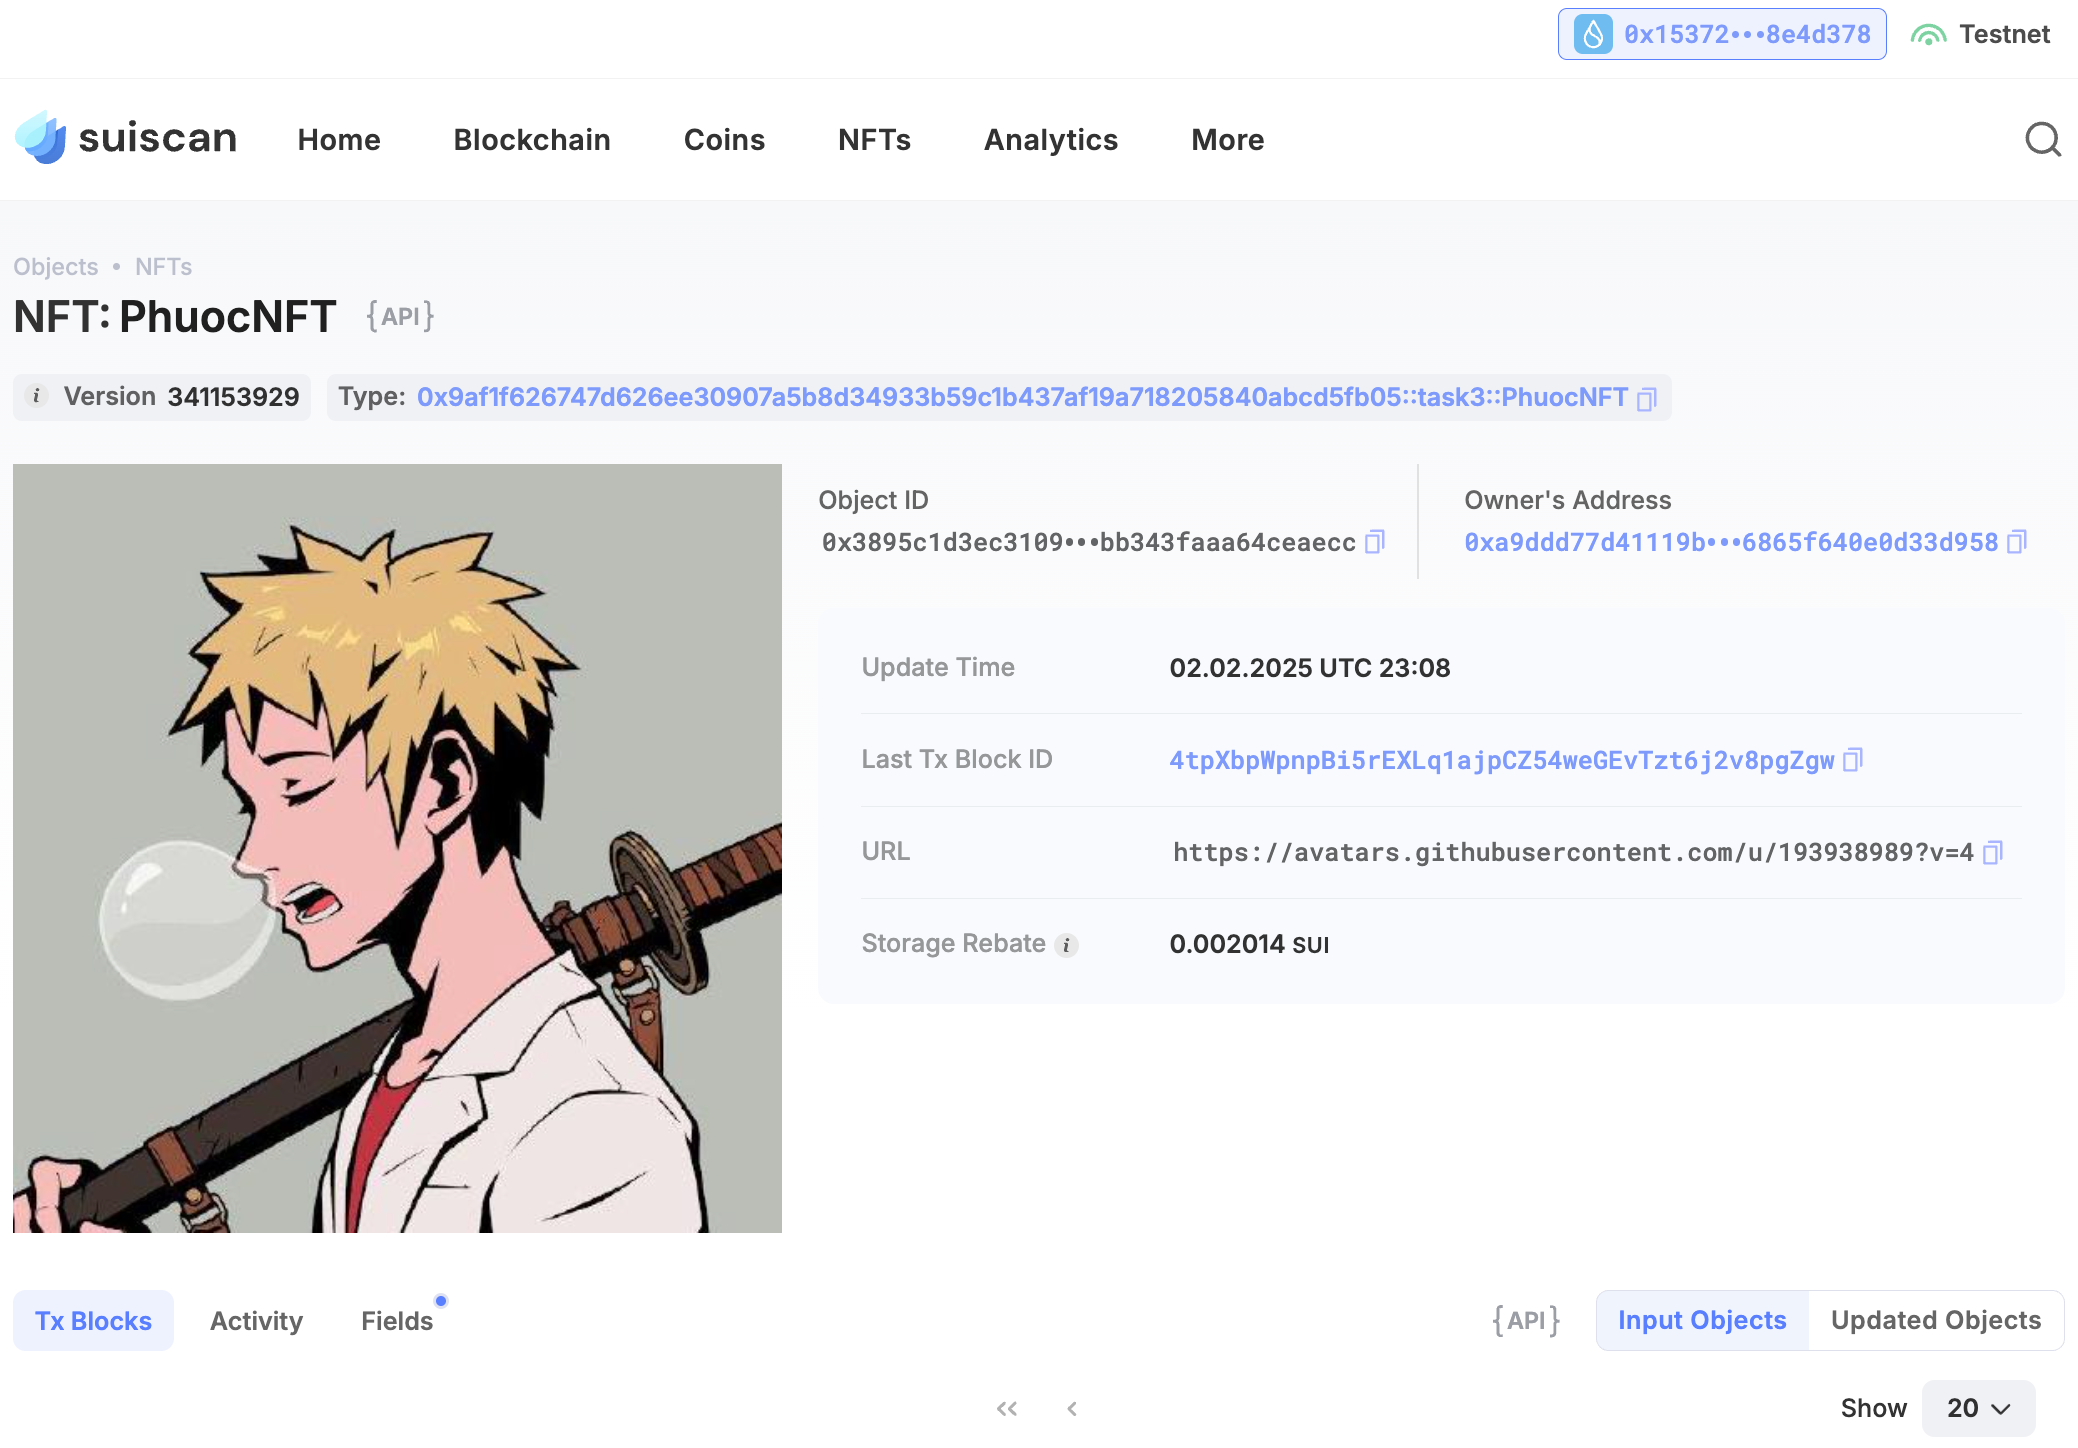 0x15372•••8e4d378 Testnet
suiscan Home Blockchain Coins NFTs Analytics More
Objects • NFTs
NFT: PhuocNFT {API}
i Version 341153929 Type: 0x9af1f626747d626ee30907a5b8d34933b59c1b437af19a718205840abcd5fb05::task3::PhuocNFT
Object ID
0x3895c1d3ec3109•••bb343faaa64ceaecc
Owner's Address
0xa9ddd77d41119b•••6865f640e0d33d958
Update Time 02.02.2025 UTC 23:08
Last Tx Block ID 4tpXbpWpnpBi5rEXLq1ajpCZ54weGEvTzt6j2v8pgZgw
URL https://avatars.githubusercontent.com/u/193938989?v=4
Storage Rebate i 0.002014 SUI
Tx Blocks Activity Fields {API} Input Objects Updated Objects
Show 20